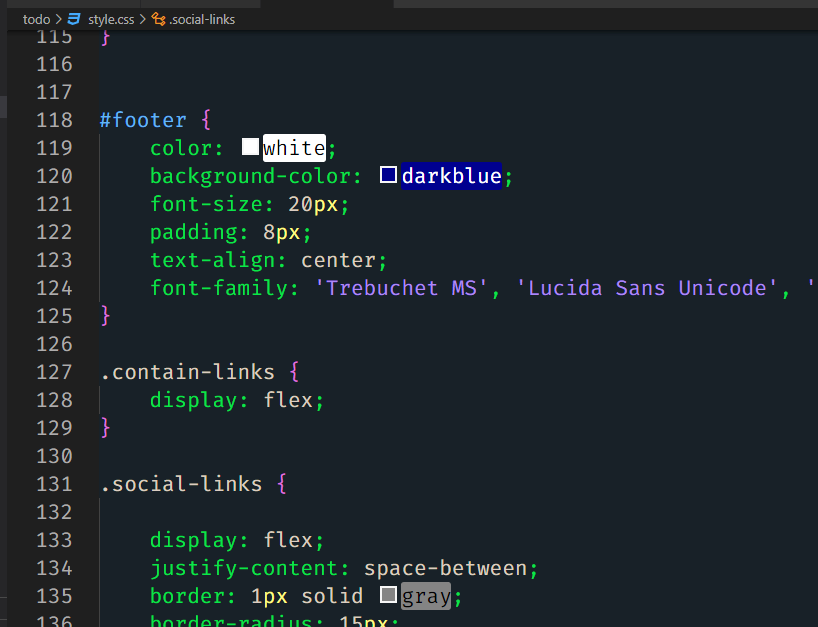 todo > style.css > .social-links
115 }
116
117
118 #footer {
119 color: white;
120 background-color: darkblue;
121 font-size: 20px;
122 padding: 8px;
123 text-align: center;
124 font-family: 'Trebuchet MS', 'Lucida Sans Unicode', '
125 }
126
127 .contain-links {
128 display: flex;
129 }
130
131 .social-links {
132
133 display: flex;
134 justify-content: space-between;
135 border: 1px solid gray;
136 border-radius: 15px;